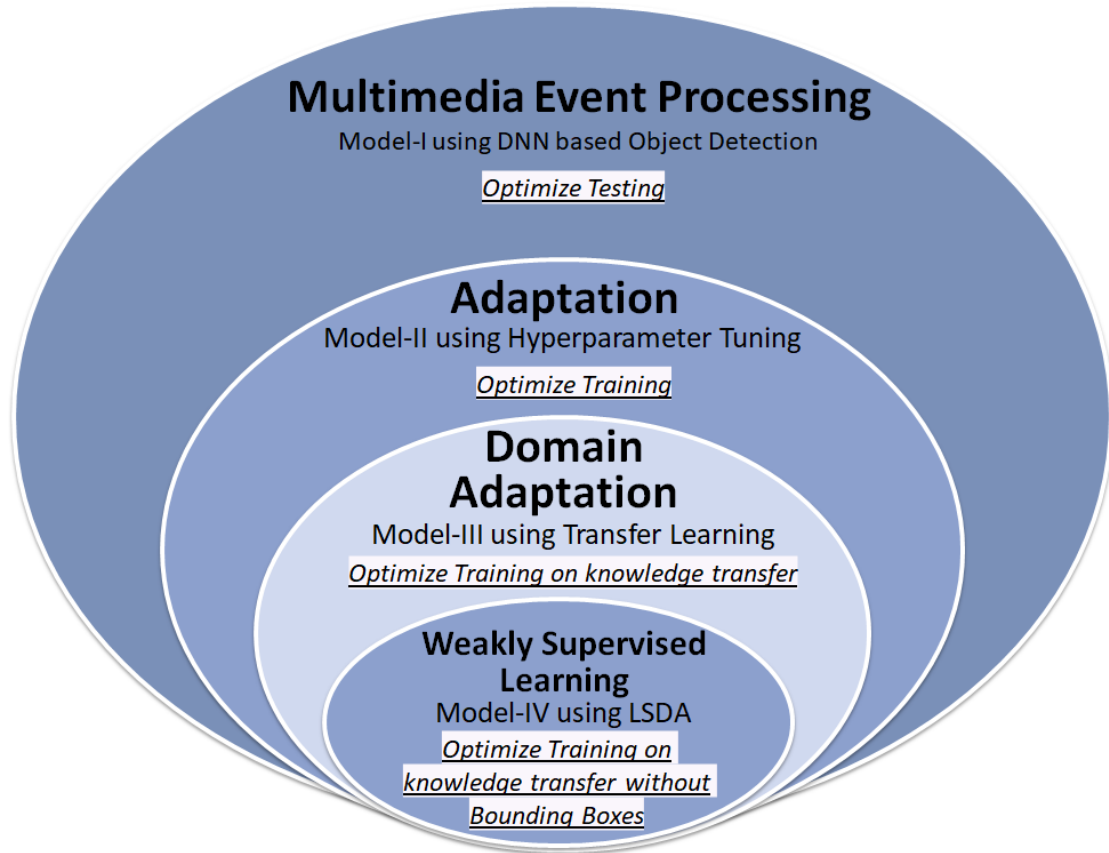 Multimedia Event Processing
Model-I using DNN based Object Detection
Optimize Testing
Adaptation
Model-II using Hyperparameter Tuning
Optimize Training
Domain
Adaptation
Model-III using Transfer Learning
Optimize Training on knowledge transfer
Weakly Supervised
Learning
Model-IV using LSDA
Optimize Training on
knowledge transfer without
Bounding Boxes